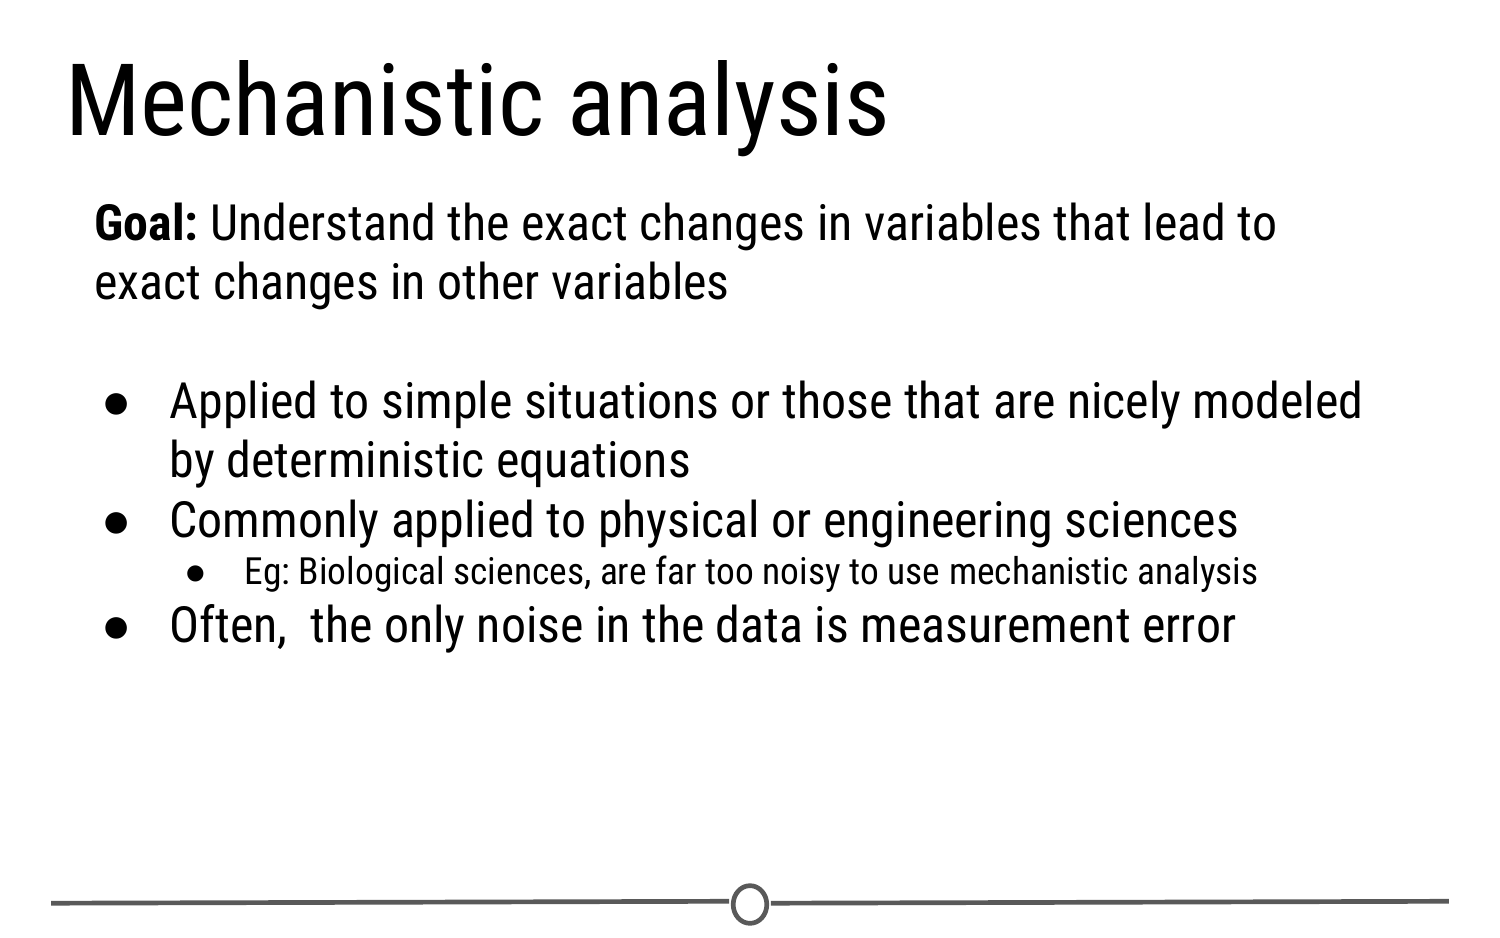 Mechanistic analysis
Goal: Understand the exact changes in variables that lead to
exact changes in other variables
● Applied to simple situations or those that are nicely modeled
by deterministic equations
● Commonly applied to physical or engineering sciences
● Eg: Biological sciences, are far too noisy to use mechanistic analysis
● Often,  the only noise in the data is measurement error